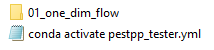 01_one_dim_flow
conda activate pestpp_tester.yml